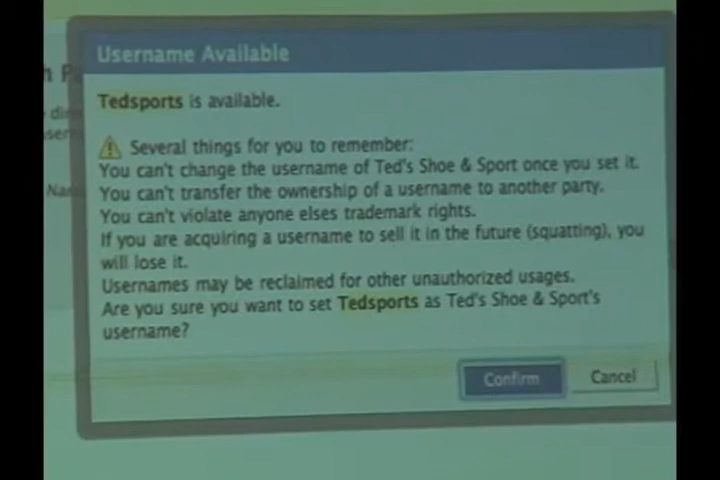 Username Available
Tedsports is available.
Several things for you to remember:
You can't change the username of Ted's Shoe & Sport once you set it.
You can't transfer the ownership of a username to another party.
You can't violate anyone elses trademark rights.
If you are acquiring a username to sell it in the future (squatting), you
will lose it.
Usernames may be reclaimed for other unauthorized usages.
Are you sure you want to set Tedsports as Ted's Shoe & Sport's
username?
Confirm Cancel